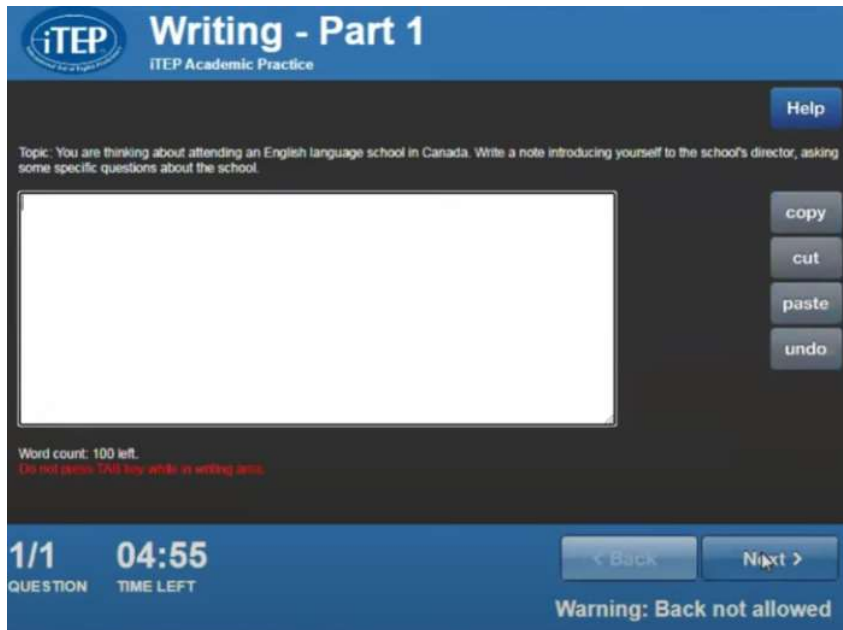 iTEP
Writing - Part 1
iTEP Academic Practice
Help
Topic: You are thinking about attending an English language school in Canada. Write a note introducing yourself to the school's director, asking
some specific questions about the school.
copy
cut
paste
undo
Word count: 100 left.
Do not press TAB key while in writing area.
1/1
QUESTION
04:55
TIME LEFT
< Back
Next >
Warning: Back not allowed